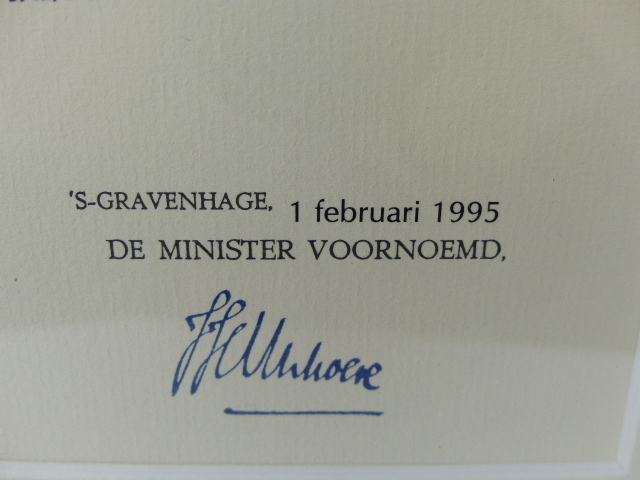 'S-GRAVENHAGE, 1 februari 1995
DE MINISTER VOORNOEMD,